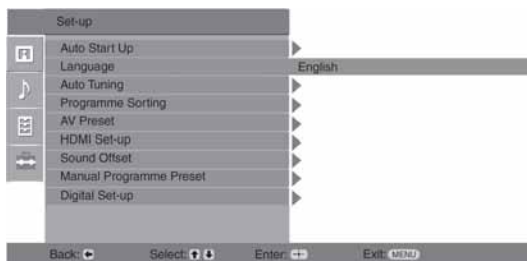 Set-up
Auto Start Up
Language English
Auto Tuning
Programme Sorting
AV Preset
HDMI Set-up
Sound Offset
Manual Programme Preset
Digital Set-up
Back: Select: Enter: Exit: MENU